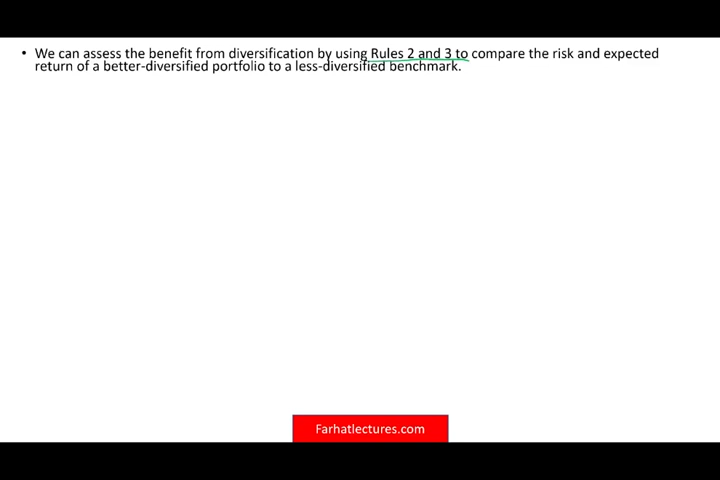 • We can assess the benefit from diversification by using Rules 2 and 3 to compare the risk and expected
return of a better-diversified portfolio to a less-diversified benchmark.
Farhatlectures.com